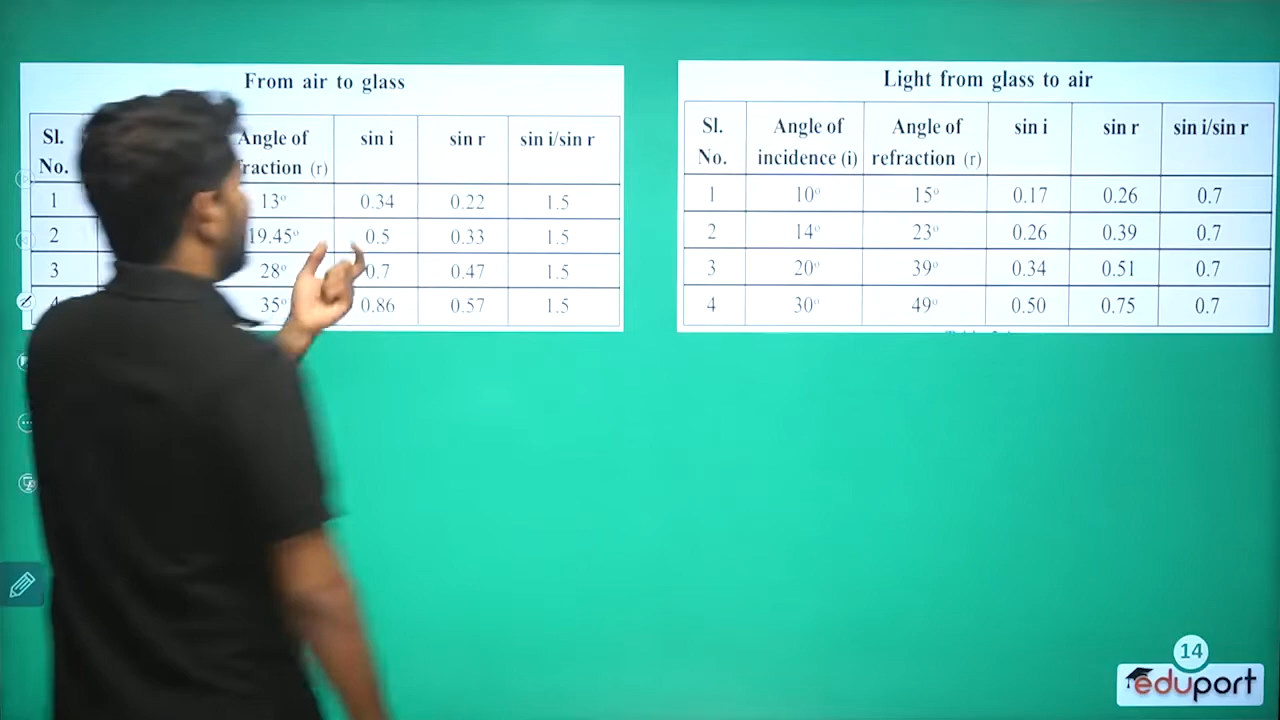 From air to glass
Sl. No. Angle of fraction (r) sin i sin r sin i/sin r
1 13° 0.34 0.22 1.5
2 19.45° 0.5 0.33 1.5
3 28° 0.7 0.47 1.5
4 35° 0.86 0.57 1.5
Light from glass to air
Sl. No. Angle of incidence (i) Angle of refraction (r) sin i sin r sin i/sin r
1 10° 15° 0.17 0.26 0.7
2 14° 23° 0.26 0.39 0.7
3 20° 39° 0.34 0.51 0.7
4 30° 49° 0.50 0.75 0.7
14
eduport